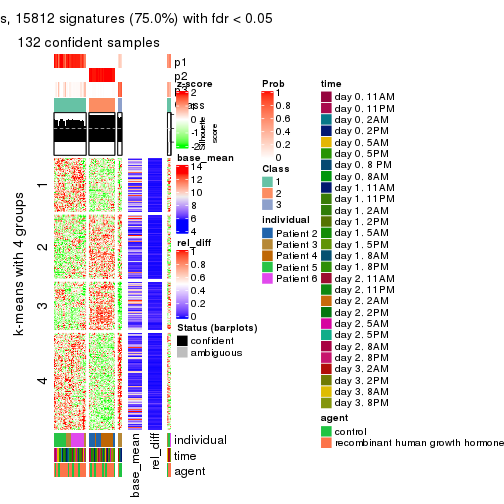 s, 15812 signatures (75.0%) with fdr < 0.05
132 confident samples
p1
p2
z-score
2
-2
silhouette
score
base_mean
14
12
10
8
6
4
rel_diff
1
0.8
0.6
0.4
0.2
0
Status (barplots)
confident
ambiguous
k-means with 4 groups
1
2
3
4
base_mean
rel_diff
individual
time
agent
Prob
1
0.8
0.6
0.4
0.2
0
Class
1
2
3
individual
Patient 2
Patient 3
Patient 4
Patient 5
Patient 6
time
day 0. 11AM
day 0. 11PM
day 0. 2AM
day 0. 2PM
day 0. 5AM
day 0. 5PM
day 0. 8 PM
day 0. 8AM
day 1. 11AM
day 1. 11PM
day 1. 2AM
day 1. 2PM
day 1. 5AM
day 1. 5PM
day 1. 8AM
day 1. 8PM
day 2. 11AM
day 2. 11PM
day 2. 2AM
day 2. 2PM
day 2. 5AM
day 2. 5PM
day 2. 8AM
day 2. 8PM
day 3. 2AM
day 3. 2PM
day 3. 8AM
day 3. 8PM
agent
control
recombinant human growth hormone